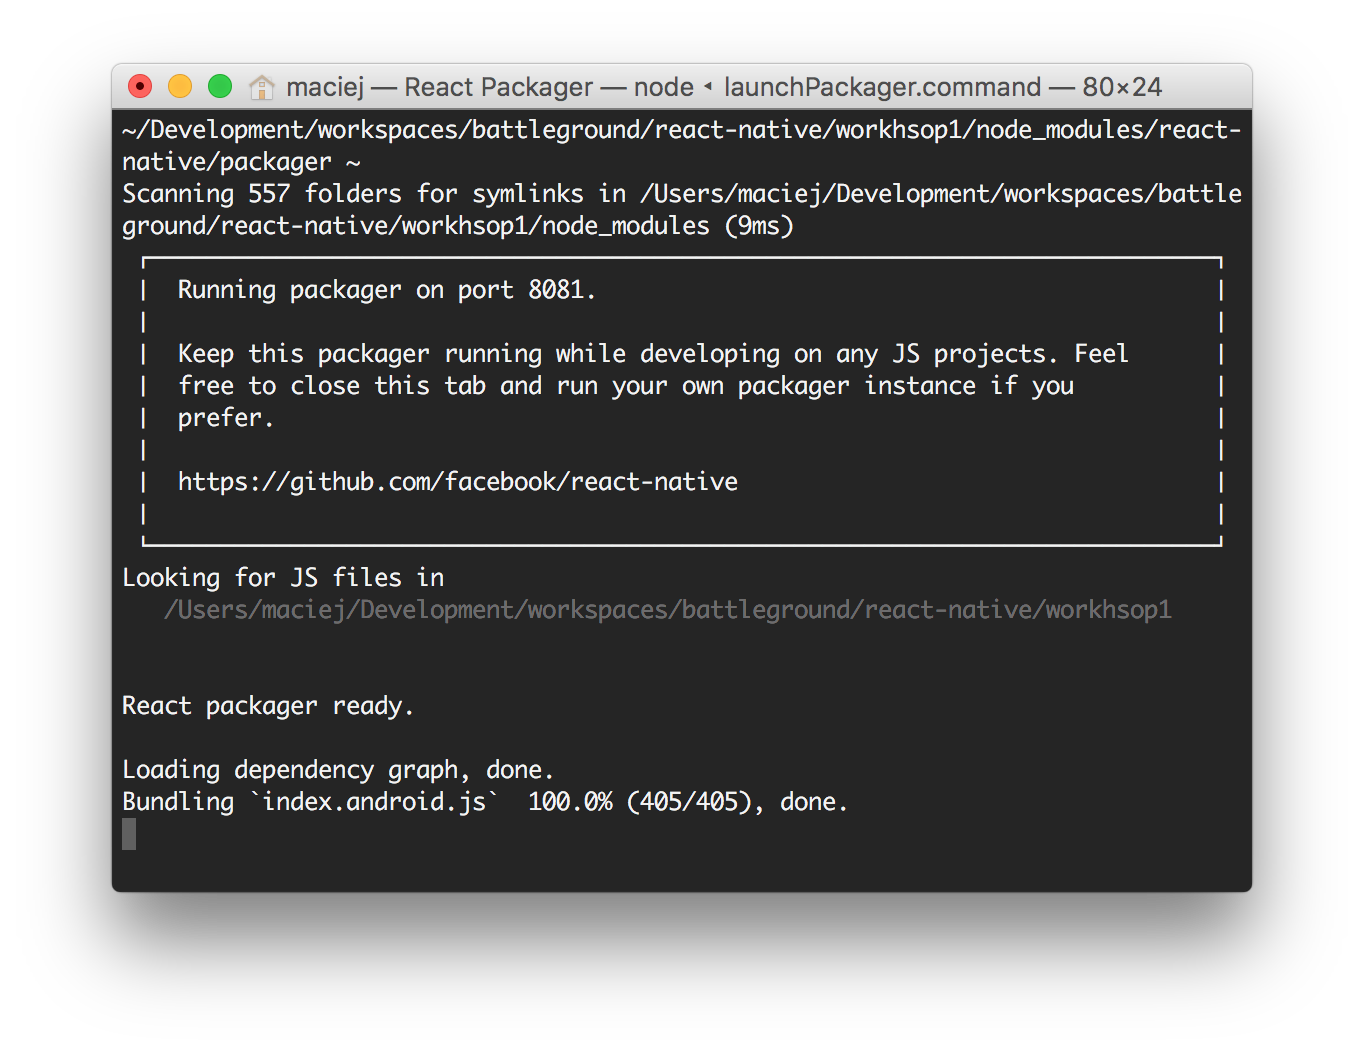 maciej — React Packager — node ◂ launchPackager.command — 80×24
~/Development/workspaces/battleground/react-native/workhsop1/node_modules/react-
native/packager ~
Scanning 557 folders for symlinks in /Users/maciej/Development/workspaces/battle
ground/react-native/workhsop1/node_modules (9ms)
Running packager on port 8081.
Keep this packager running while developing on any JS projects. Feel
free to close this tab and run your own packager instance if you
prefer.
https://github.com/facebook/react-native
Looking for JS files in
/Users/maciej/Development/workspaces/battleground/react-native/workhsop1
React packager ready.
Loading dependency graph, done.
Bundling `index.android.js`  100.0% (405/405), done.